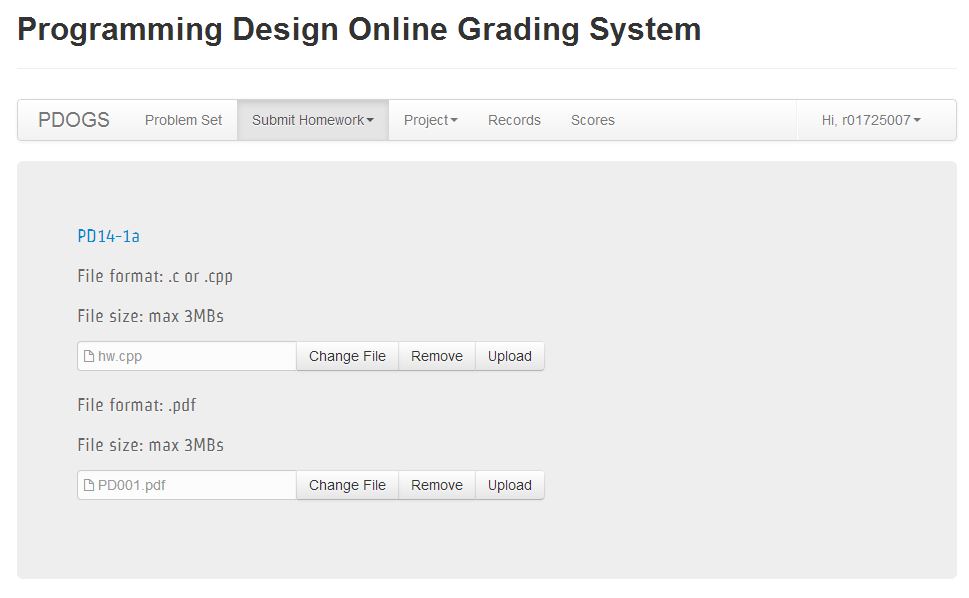 Programming Design Online Grading System
PDOGS Problem Set Submit Homework Project Records Scores Hi, r01725007
PD14-1a
File format: .c or .cpp
File size: max 3MBs
hw.cpp Change File Remove Upload
File format: .pdf
File size: max 3MBs
PD001.pdf Change File Remove Upload